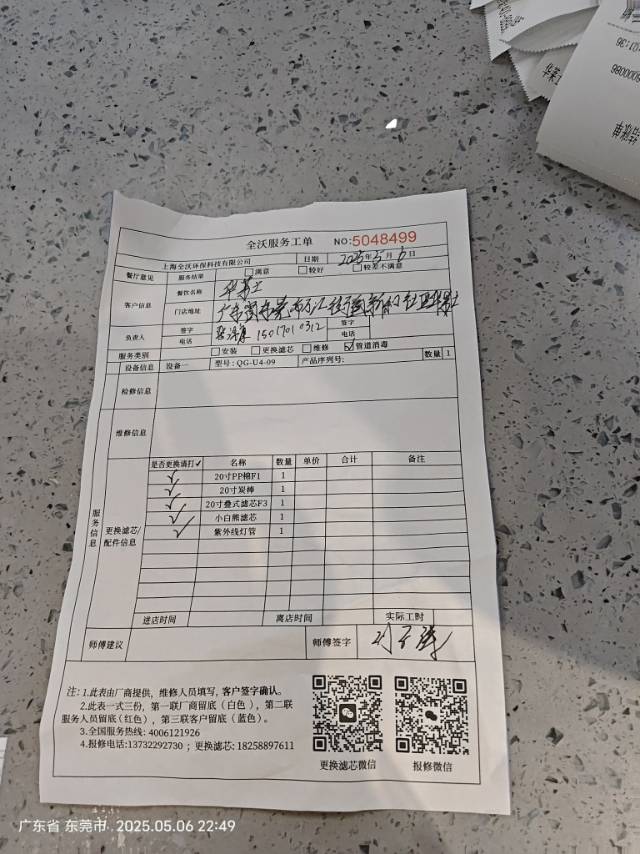 全沃服务工单 NO:5048499
上海全沃环保科技有限公司 日期 2025年5月6日
餐厅意见 服务结果 满意 较好 较差不满意
客户信息 餐饮名称 华莱士
门店地址 广东
负责人 签字 签字
电话 15017010312 电话
服务类别 安装 更换滤芯 维修 ☑管道消毒
设备信息 设备一 型号:QG-U4-09 产品序列号: 数量 1
检修信息
维修信息
服务信息
更换滤芯/配件信息
是否更换请打✓ 名称 数量 单价 合计 备注
✓ 20寸PP棉F1 1
✓ 20寸炭棒 1
✓ 20寸叠式滤芯F3 1
✓ 小白熊滤芯 1
✓ 紫外线灯管 1
进店时间 离店时间 实际工时
师傅建议 师傅签字
注:1.此表由厂商提供,维修人员填写,客户签字确认。
2.此表一式三份,第一联厂商留底(白色),第二联
服务人员留底(红色),第三联客户留底(蓝色)。
3.全国服务热线:4006121926
4.报修电话:13732292730;更换滤芯:18258897611
更换滤芯微信 报修微信
广东省 东莞市 2025.05.06 22:49